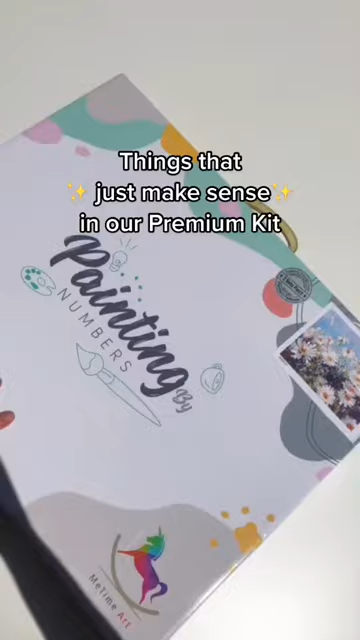 Things that
✨ just make sense✨
in our Premium Kit
Painting
By
NUMBERS
MeTime Art